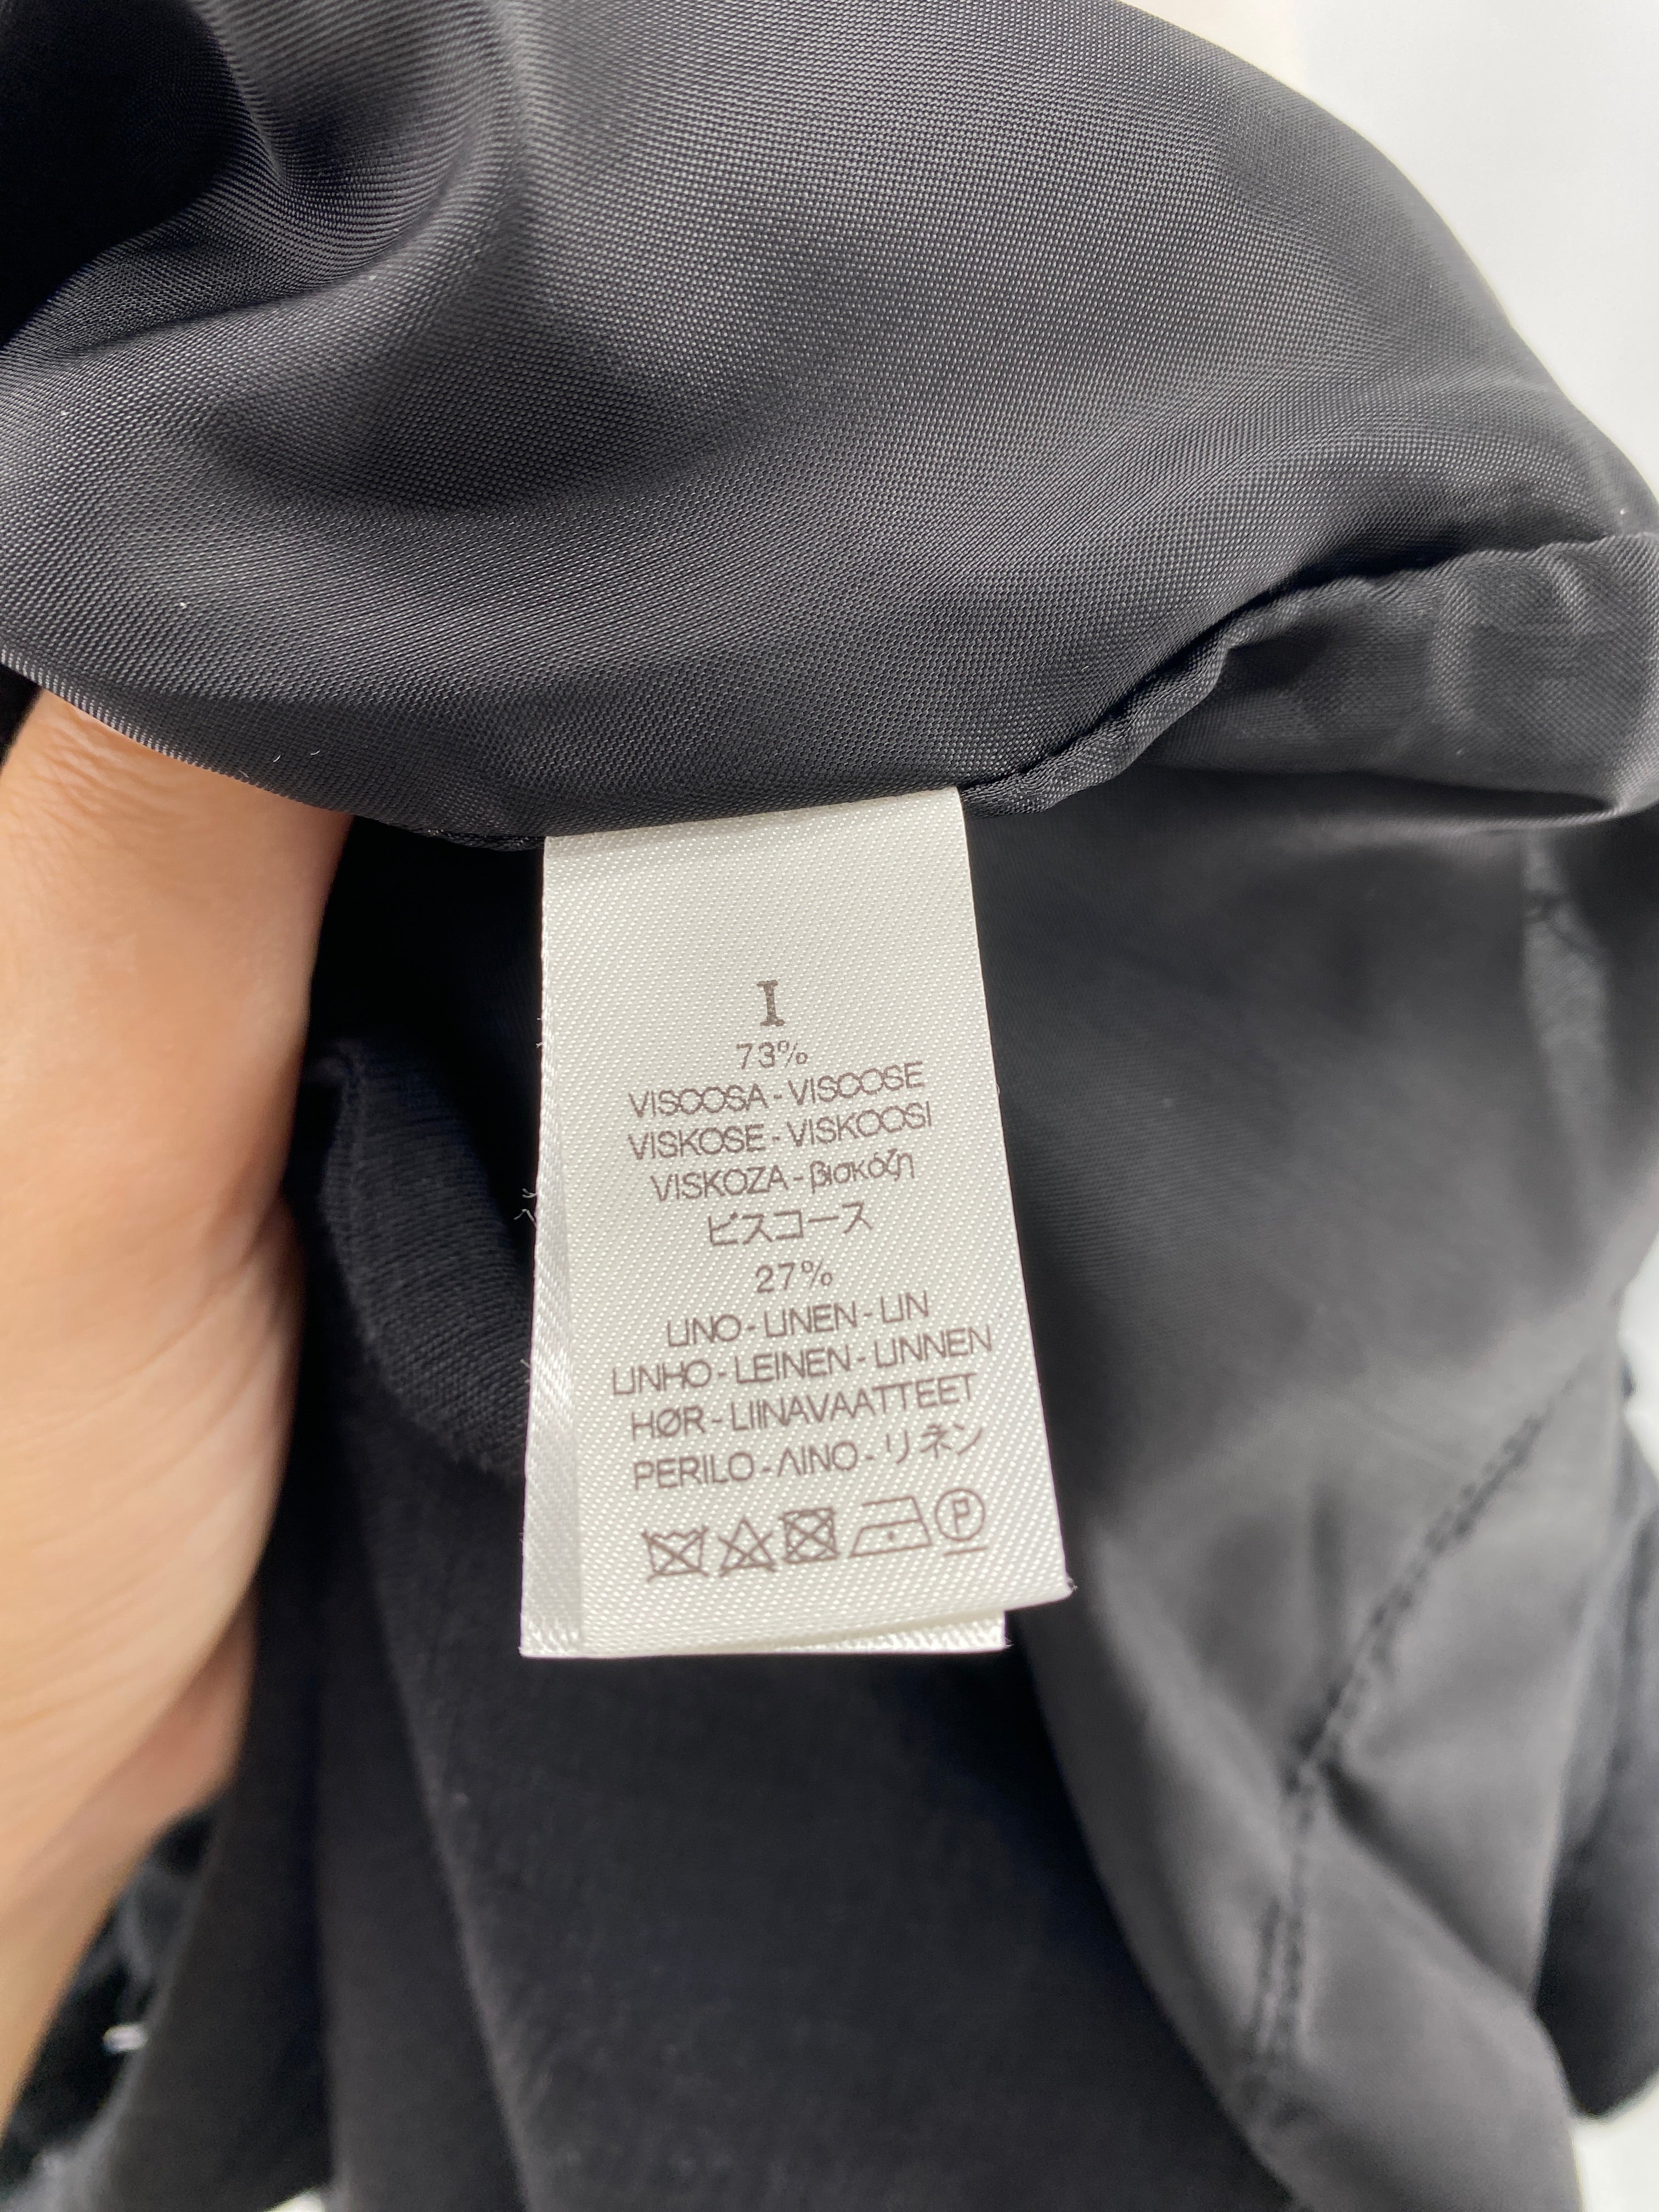 I
73%
VISCOSA - VISCOSE
VISKOSE - VISKOOSI
VISKOZA - βισκόζη
ビスコース
27%
LINO - LINEN - LIN
LINHO - LEINEN - LINNEN
HØR - LIINAVAATTEET
PERILO - ΛΙΝΟ - リネン
P